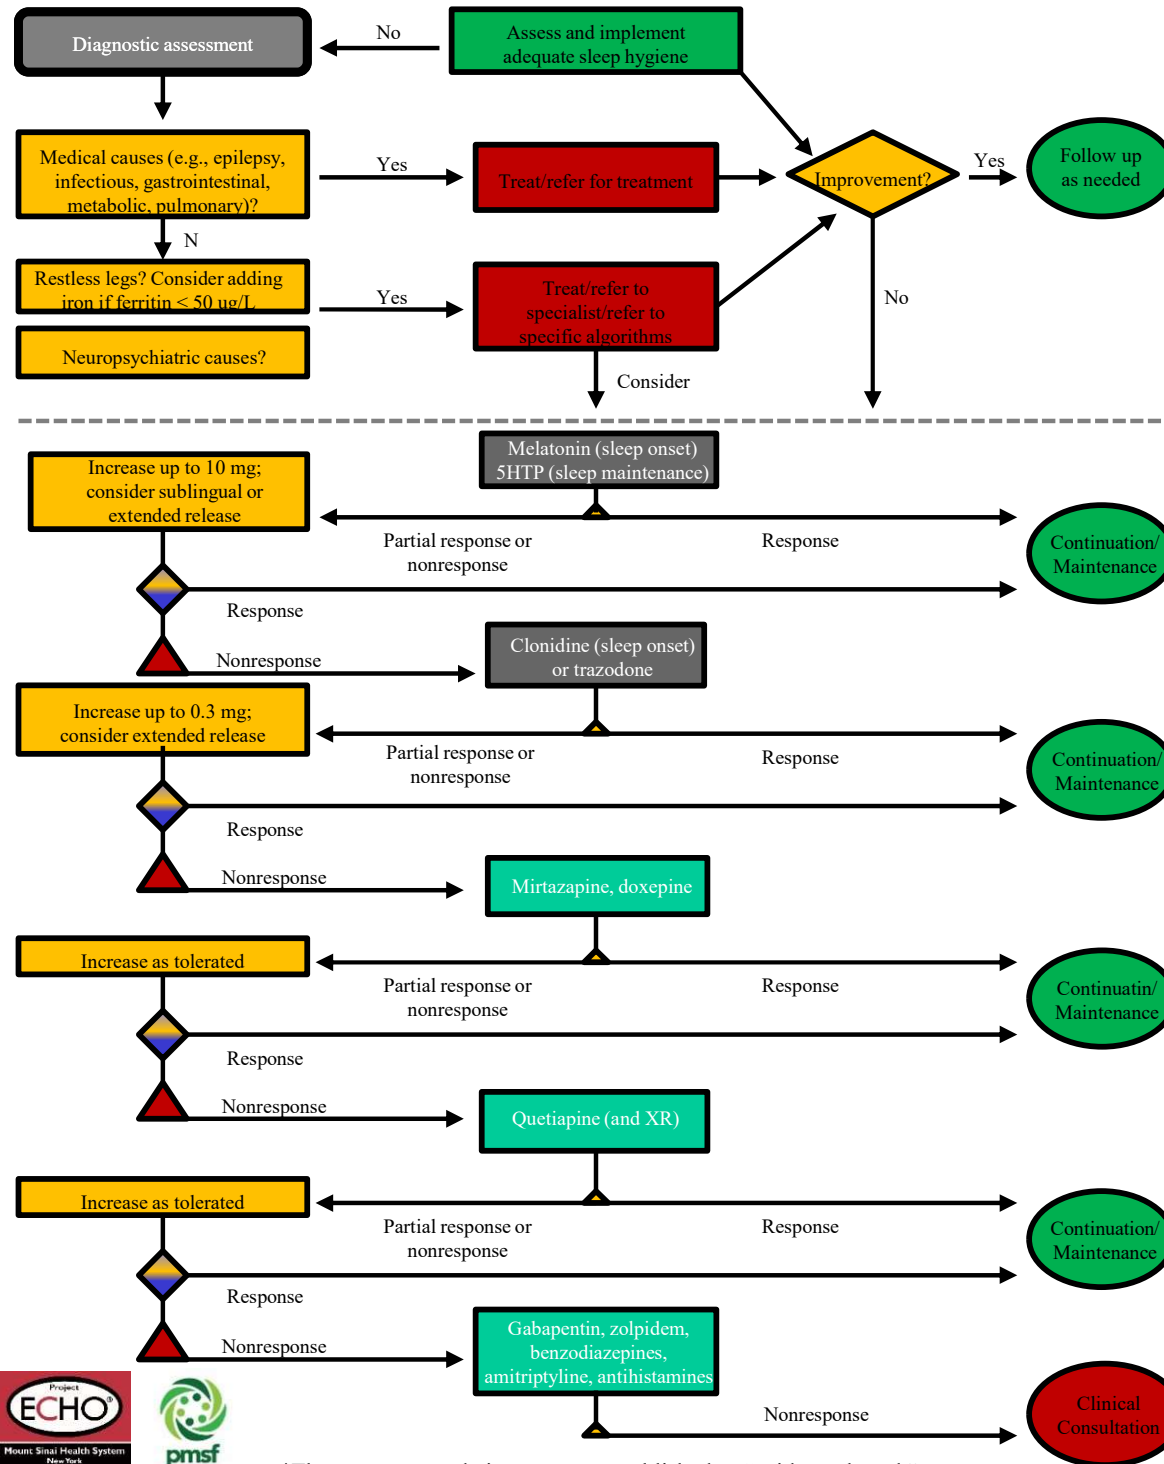 Diagnostic assessment
No
Assess and implement
adequate sleep hygiene
Medical causes (e.g., epilepsy,
infectious, gastrointestinal,
metabolic, pulmonary)?
Yes
Treat/refer for treatment
Improvement?
Yes
Follow up
as needed
N
Restless legs? Consider adding
iron if ferritin < 50 ug/L
Yes
Treat/refer to
specialist/refer to
specific algorithms
No
Neuropsychiatric causes?
Consider
Melatonin (sleep onset)
5HTP (sleep maintenance)
Increase up to 10 mg;
consider sublingual or
extended release
Partial response or
nonresponse
Response
Continuation/
Maintenance
Response
Nonresponse
Clonidine (sleep onset)
or trazodone
Increase up to 0.3 mg;
consider extended release
Partial response or
nonresponse
Response
Continuation/
Maintenance
Response
Nonresponse
Mirtazapine, doxepine
Increase as tolerated
Partial response or
nonresponse
Response
Continuatin/
Maintenance
Response
Nonresponse
Quetiapine (and XR)
Increase as tolerated
Partial response or
nonresponse
Response
Continuation/
Maintenance
Response
Nonresponse
Gabapentin, zolpidem,
benzodiazepines,
amitriptyline, antihistamines
Nonresponse
Clinical
Consultation
Project
ECHO®
Mount Sinai Health System
New York
pmsf